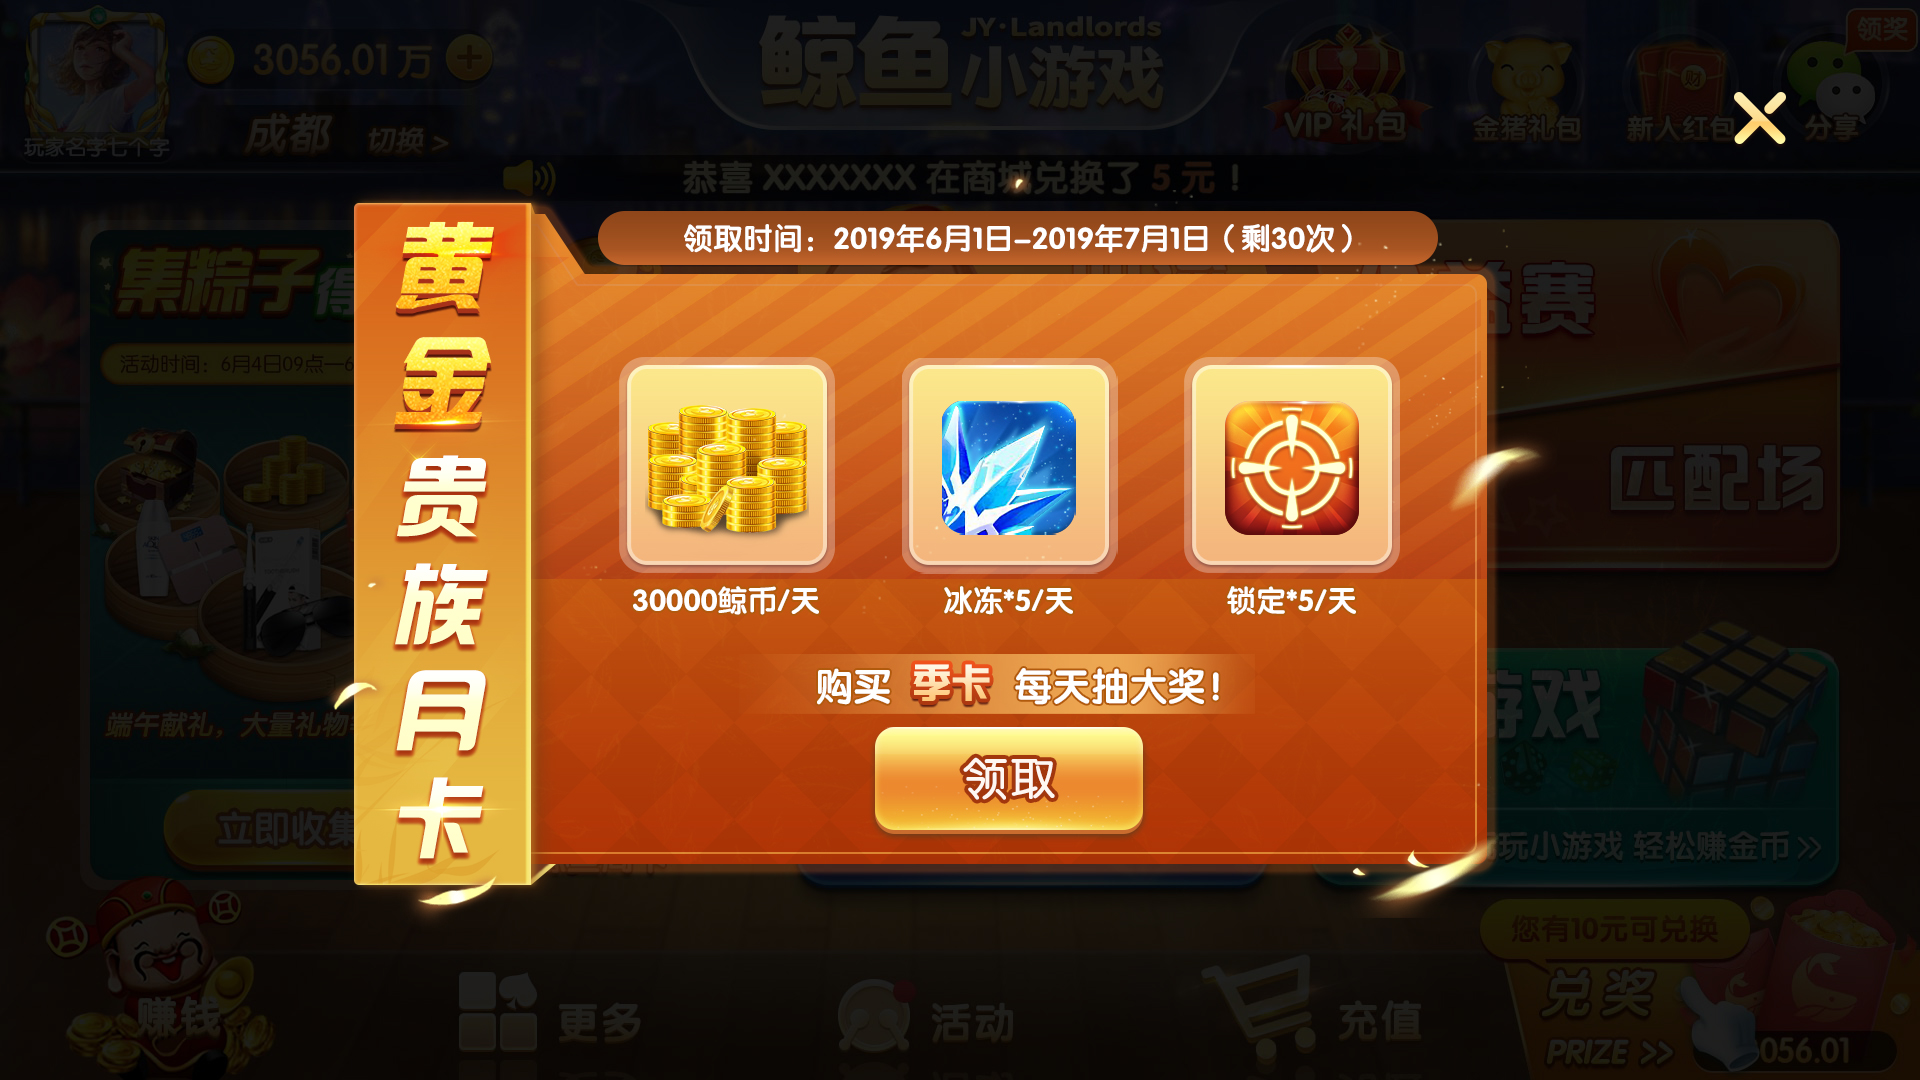 领奖
JY·Landlords
鲸鱼小游戏
3056.01万
成都 切换>
玩家名字七个字
VIP 礼包
金猪礼包
新人红包
分享
恭喜 XXXXXXX 在商城兑换了 5 元！
领取时间：2019年6月1日-2019年7月1日（剩30次）
黄金贵族月卡
30000鲸币/天
冰冻*5/天
锁定*5/天
购买 季卡 每天抽大奖！
领取
集粽子得
活动时间：6月4日09点—6
端午献礼，大量礼物
立即收集
益赛
匹配场
游戏
玩小游戏 轻松赚金币>>
您有10元可兑换
赚钱
更多
活动
充值
兑奖
PRIZE >>
056.01